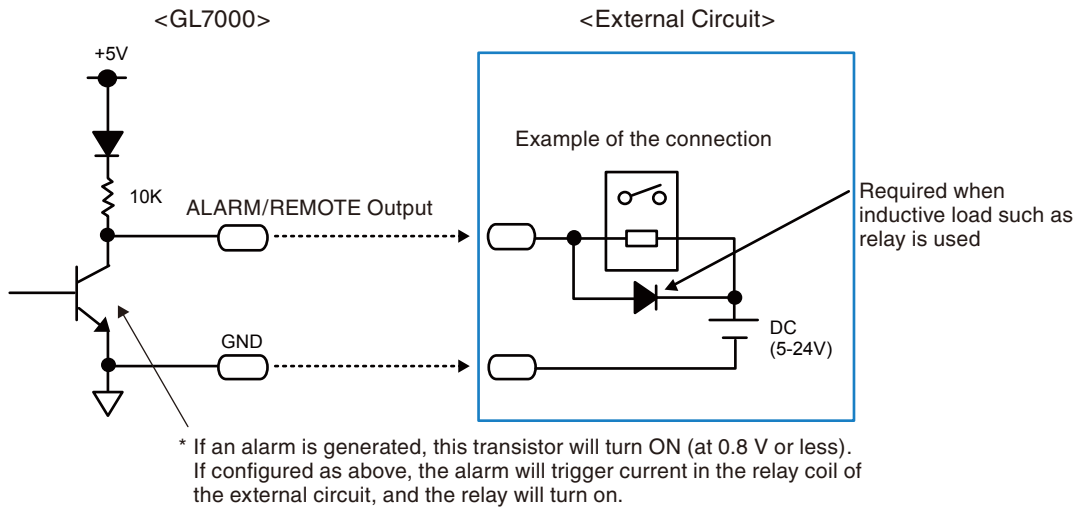 <GL7000>
<External Circuit>
+5V
Example of the connection
10K
ALARM/REMOTE Output
Required when
inductive load such as
relay is used
GND
DC
(5-24V)
* If an alarm is generated, this transistor will turn ON (at 0.8 V or less).
If configured as above, the alarm will trigger current in the relay coil of
the external circuit, and the relay will turn on.